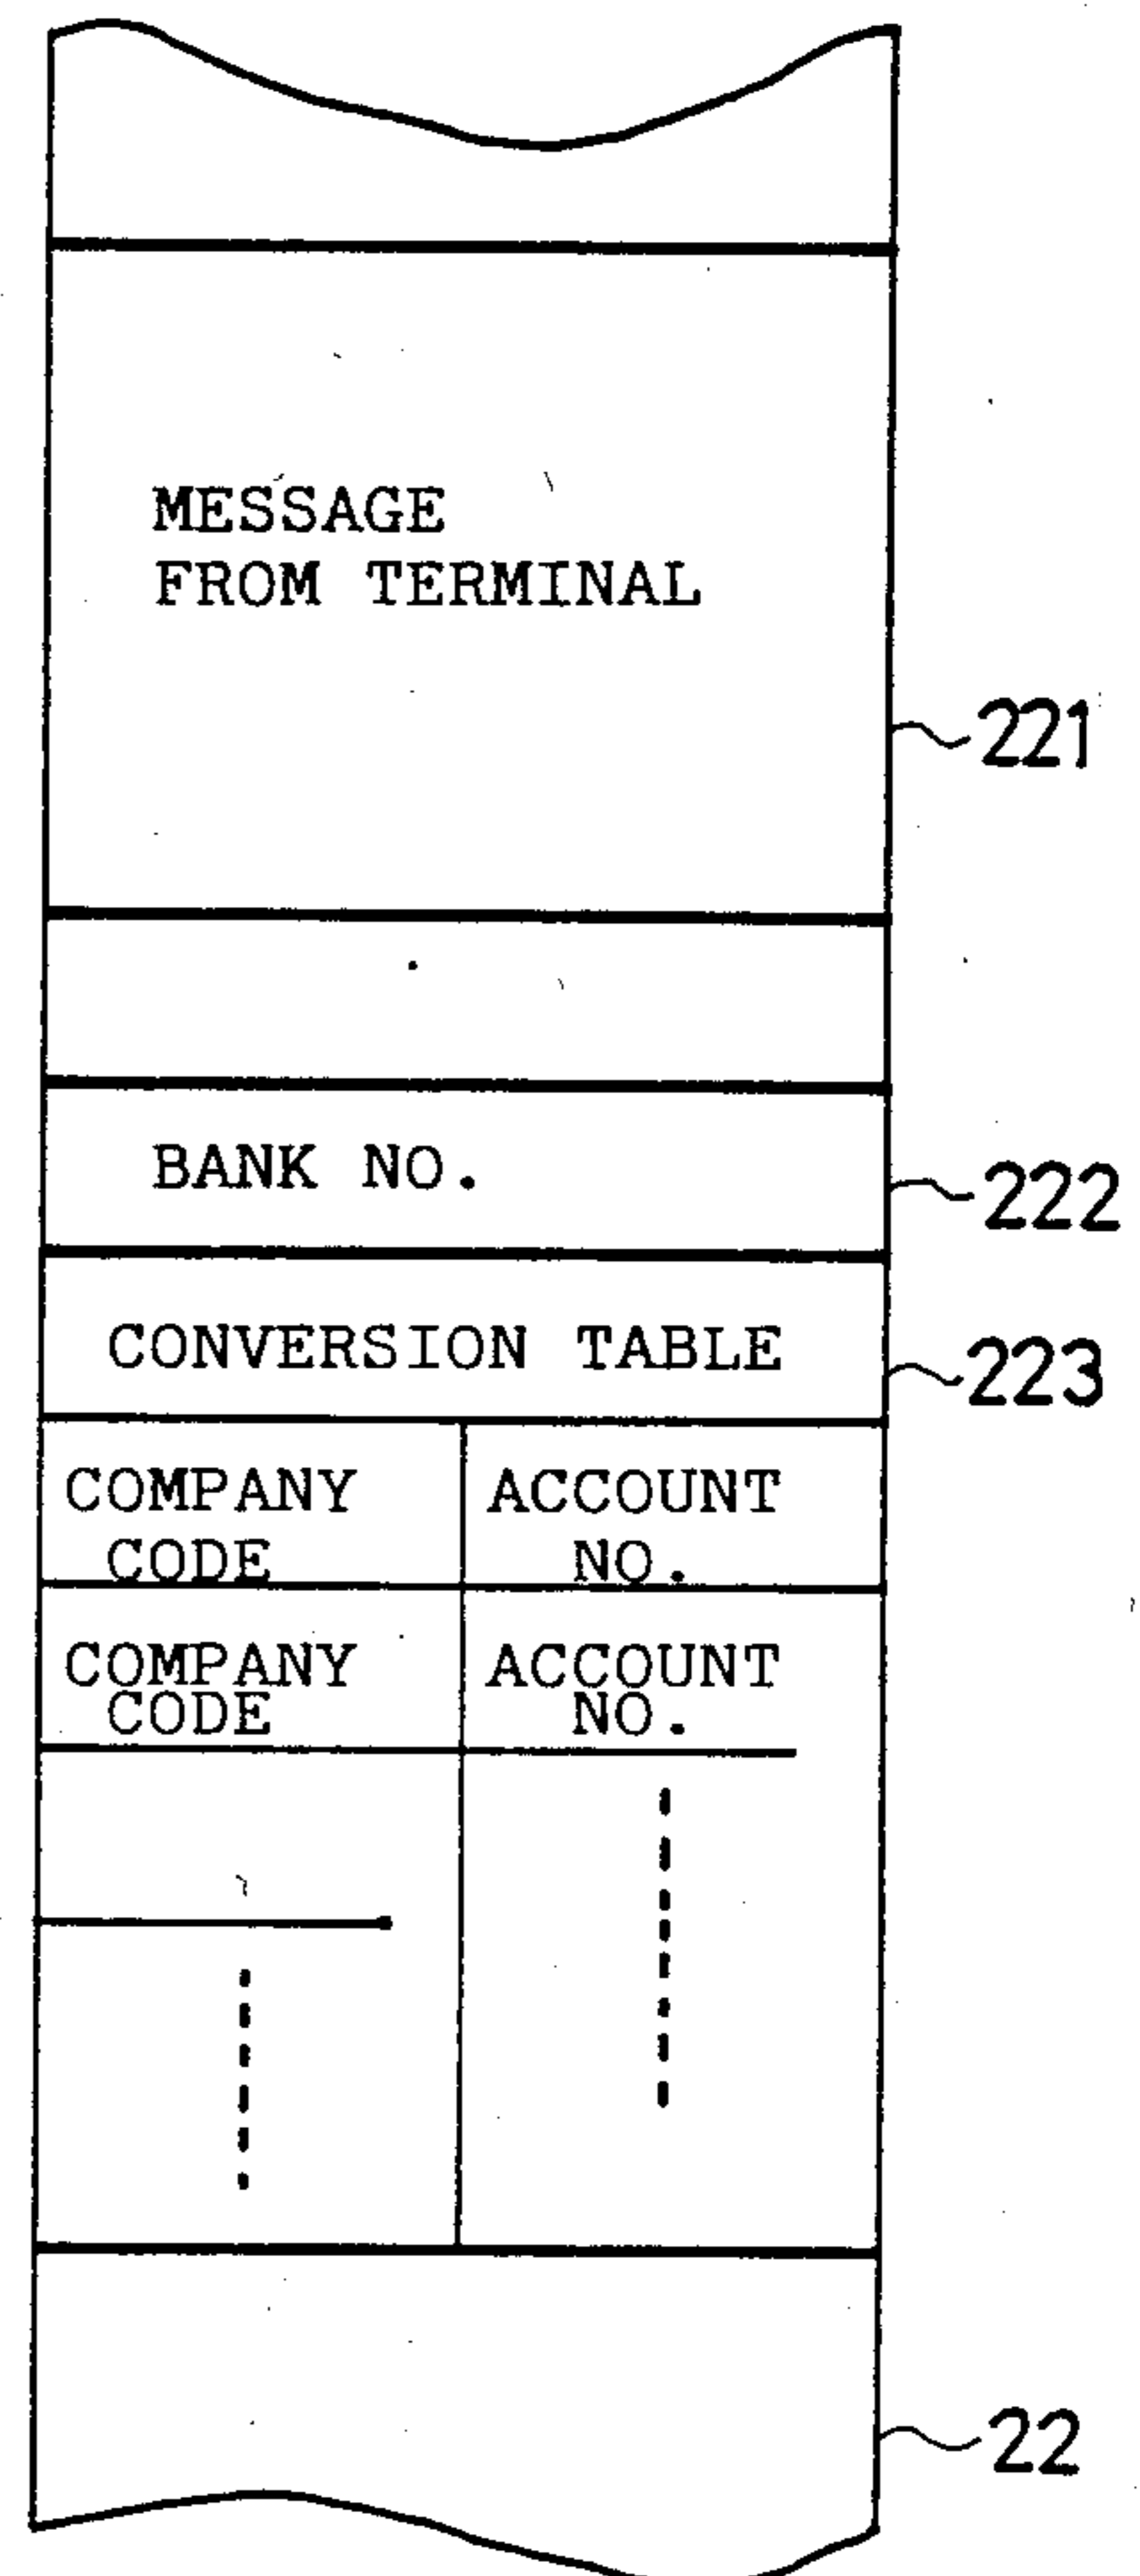 MESSAGE
FROM TERMINAL
221
BANK NO.
222
CONVERSION TABLE
223
COMPANY
CODE
ACCOUNT
NO.
COMPANY
CODE
ACCOUNT
NO.
22